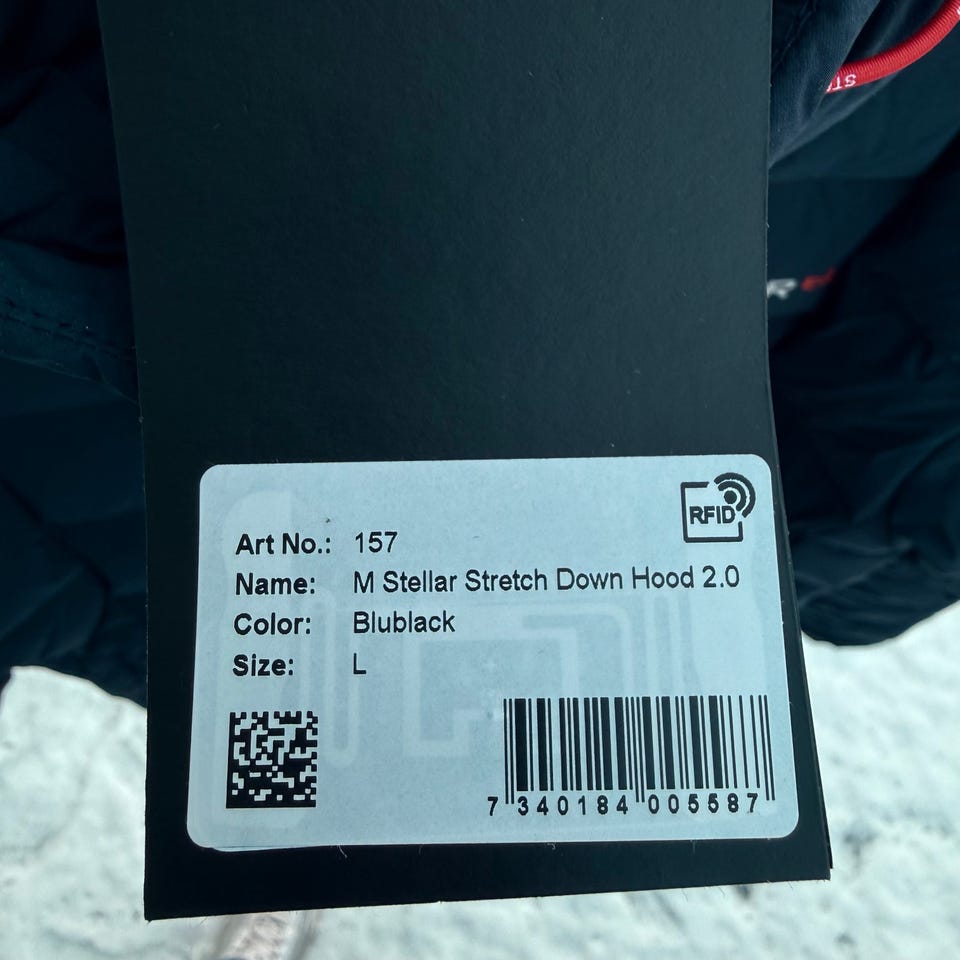 RFID
Art No.: 157
Name: M Stellar Stretch Down Hood 2.0
Color: Blublack
Size: L
7 340184 005587